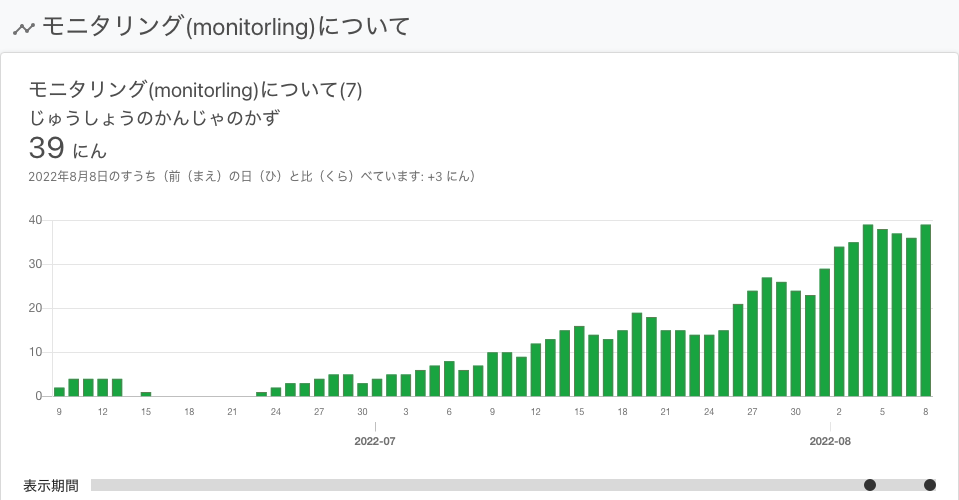 モニタリング(monitorling)について
モニタリング(monitorling)について(7)
じゅうしょうのかんじゃのかず
39 にん
2022年8月8日のすうち（前（まえ）の日（ひ）と比（くら）べています: +3 にん）
40
30
20
10
0
9 12 15 18 21 24 27 30 3 6 9 12 15 18 21 24 27 30 2 5 8
2022-07 2022-08
表示期間